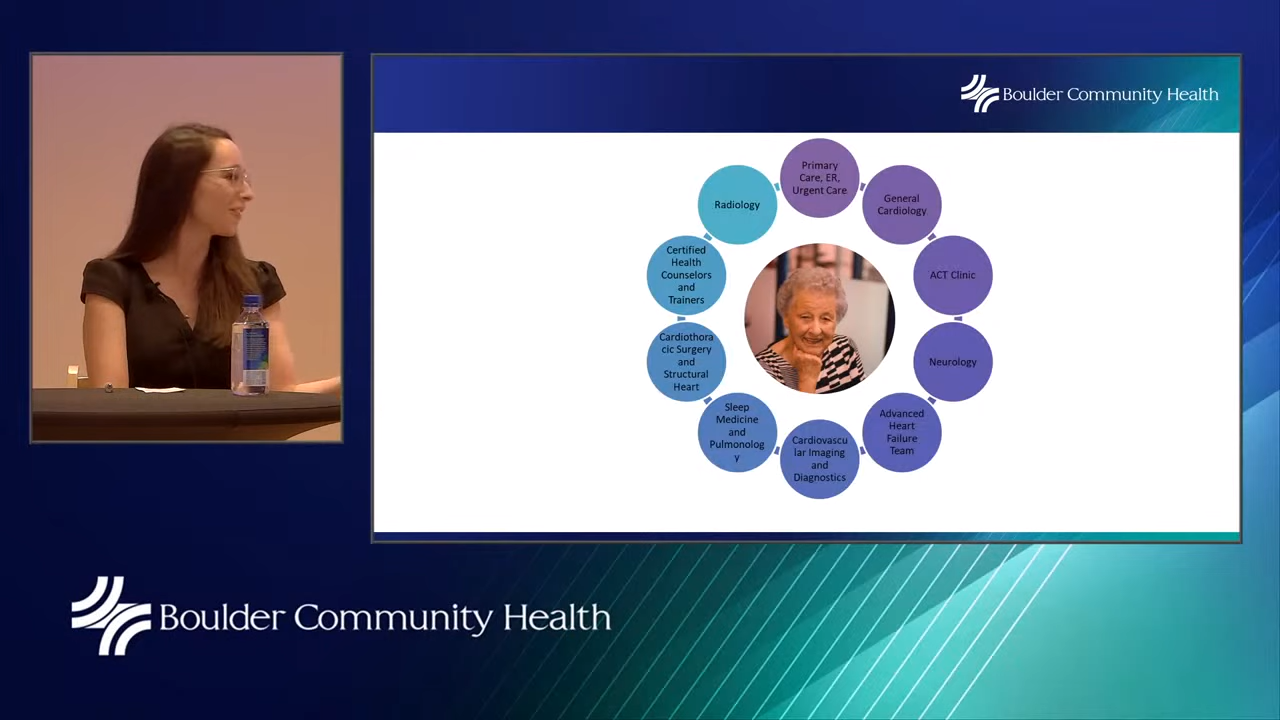 Boulder Community Health
Primary
Care, ER,
Urgent Care
General
Cardiology
ACT Clinic
Neurology
Advanced
Heart
Failure
Team
Cardiovascu
lar Imaging
and
Diagnostics
Sleep
Medicine
and
Pulmonolog
y
Cardiothora
cic Surgery
and
Structural
Heart
Certified
Health
Counselors
and
Trainers
Radiology
Boulder Community Health